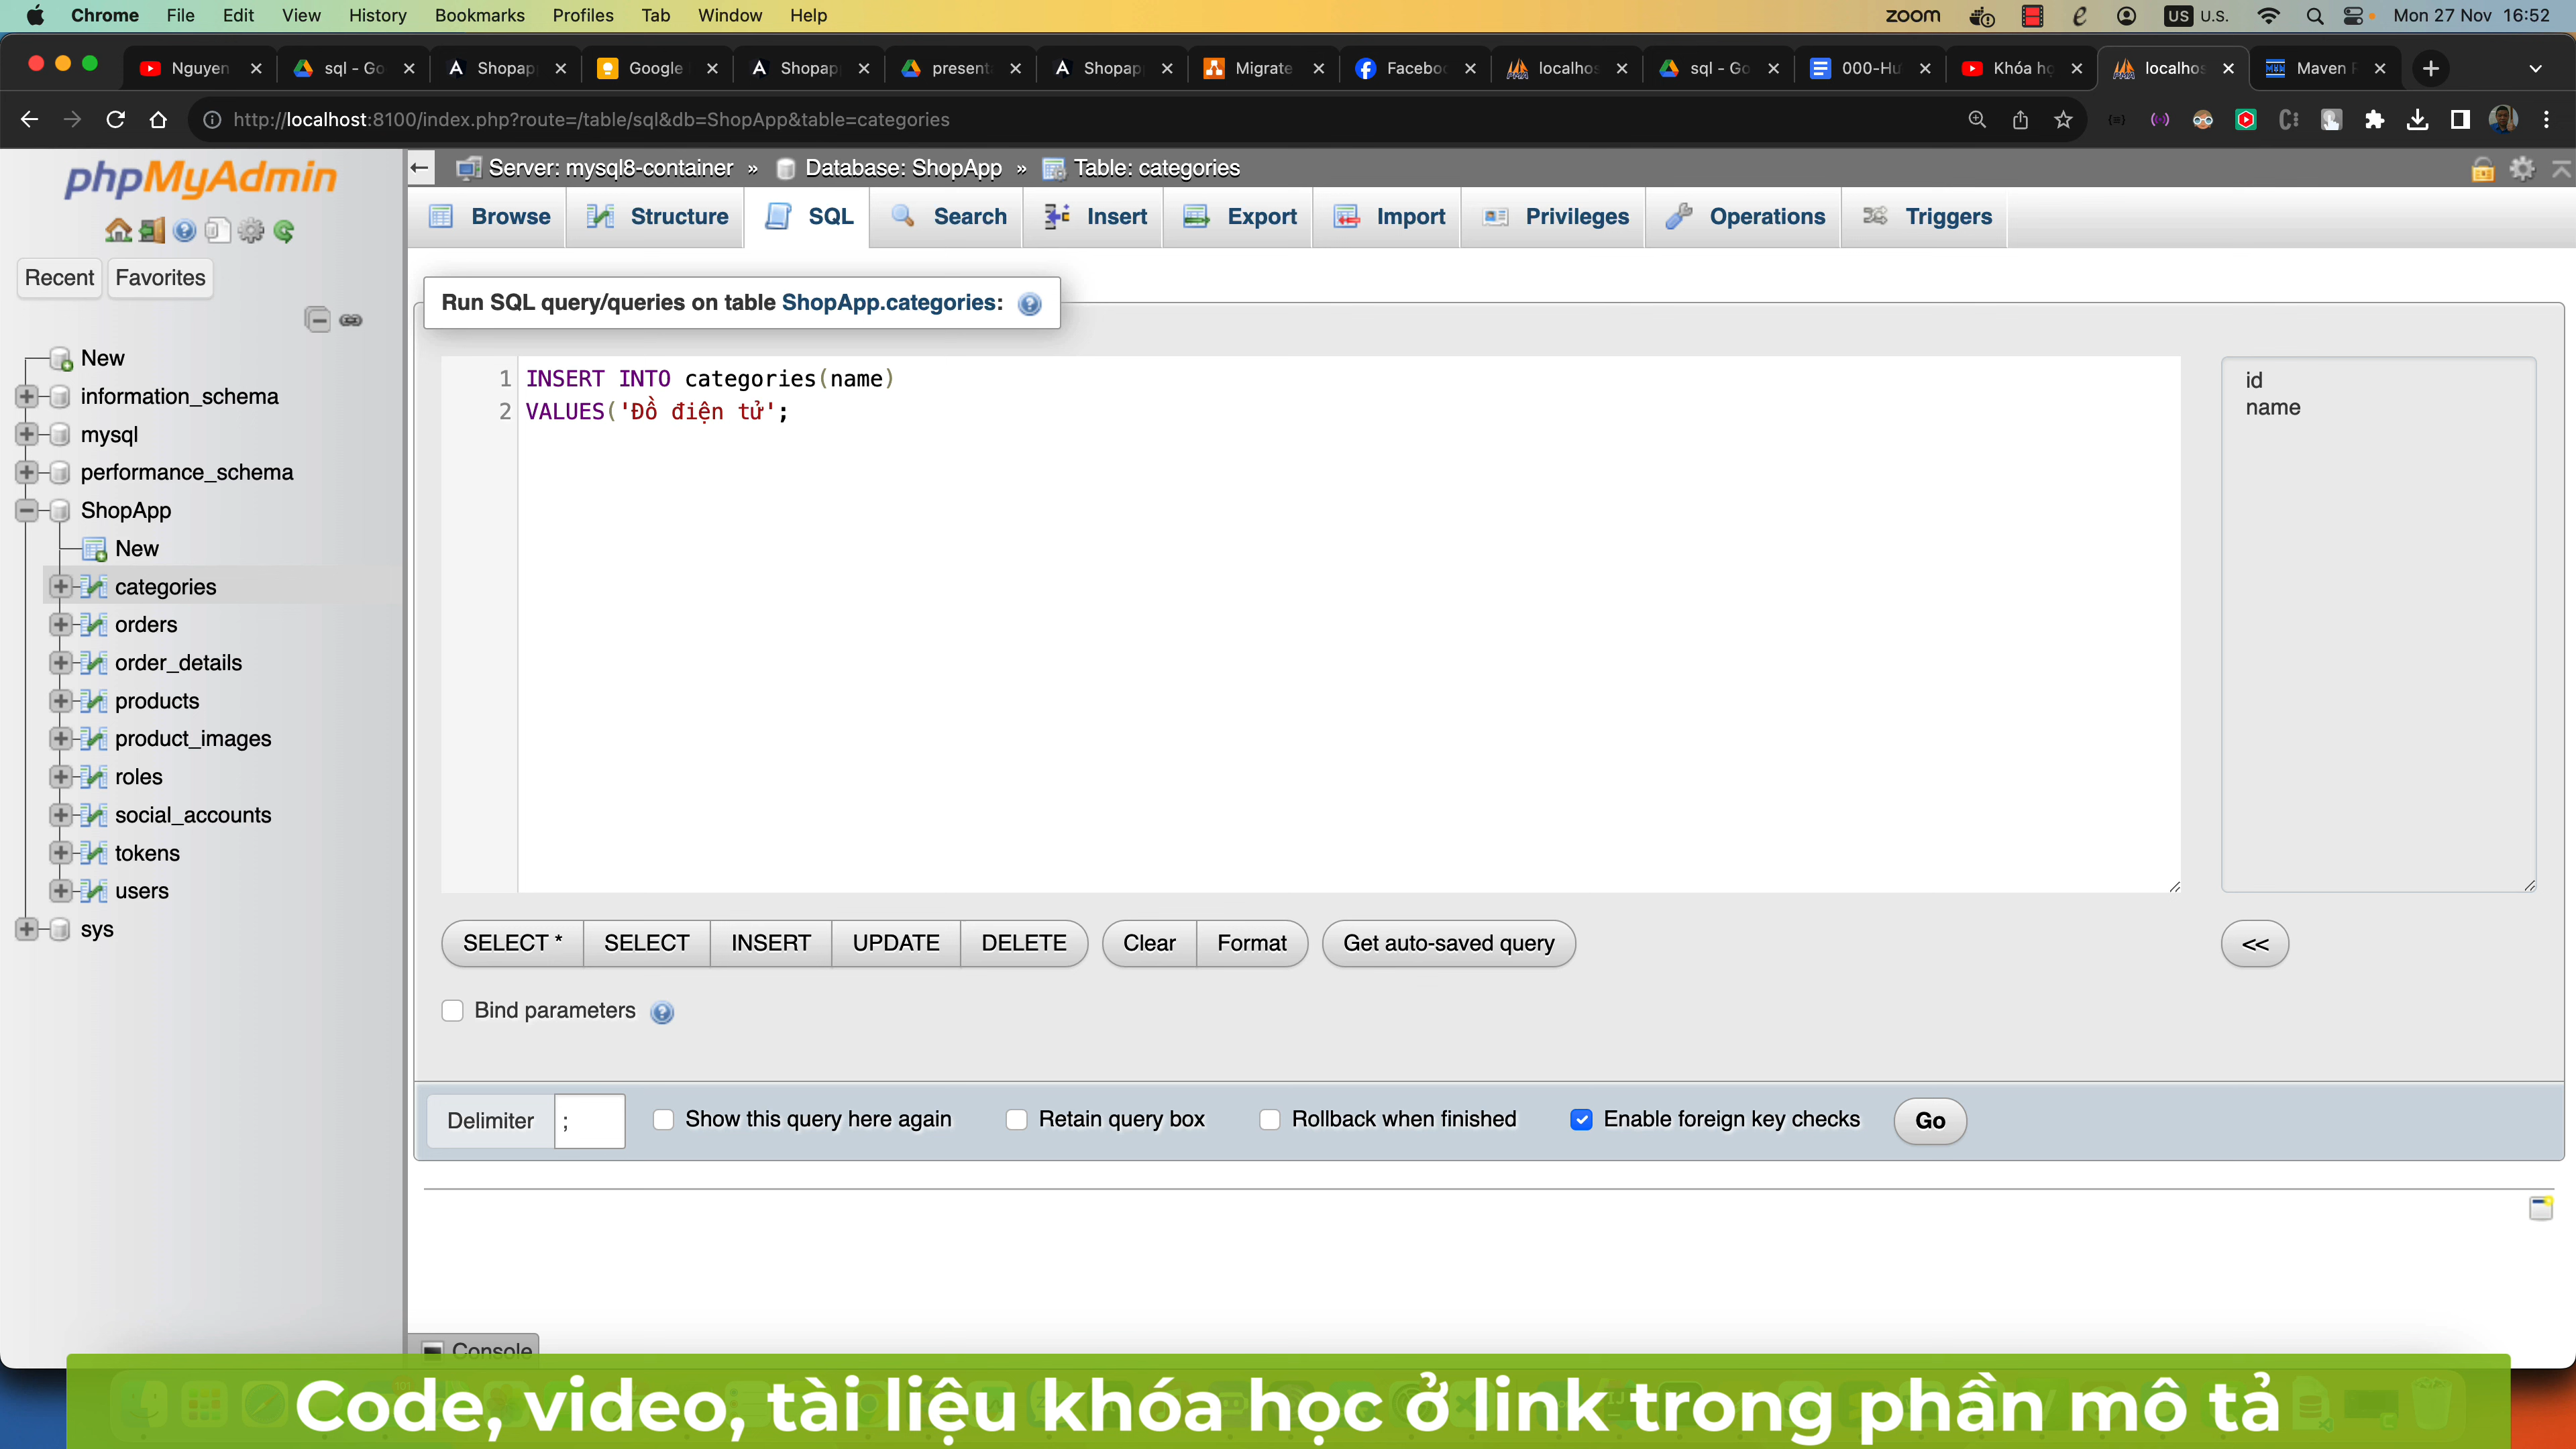 Chrome File Edit View History Bookmarks Profiles Tab Window Help zoom US U.S. Mon 27 Nov 16:52
Nguyen sql - Go Shopap Google Shopap present Shopap Migrate Faceboo localhos sql - Go 000-Hư Khóa họ localhos Maven
http://localhost:8100/index.php?route=/table/sql&db=ShopApp&table=categories
phpMyAdmin
Recent Favorites
New
information_schema
mysql
performance_schema
ShopApp
New
categories
orders
order_details
products
product_images
roles
social_accounts
tokens
users
sys
Server: mysql8-container » Database: ShopApp » Table: categories
Browse Structure SQL Search Insert Export Import Privileges Operations Triggers
Run SQL query/queries on table ShopApp.categories:
1 INSERT INTO categories(name)
2 VALUES('Đồ điện tử';
id
name
SELECT * SELECT INSERT UPDATE DELETE Clear Format Get auto-saved query <<
Bind parameters
Delimiter ; Show this query here again Retain query box Rollback when finished Enable foreign key checks Go
Console
Code, video, tài liệu khóa học ở link trong phần mô tả